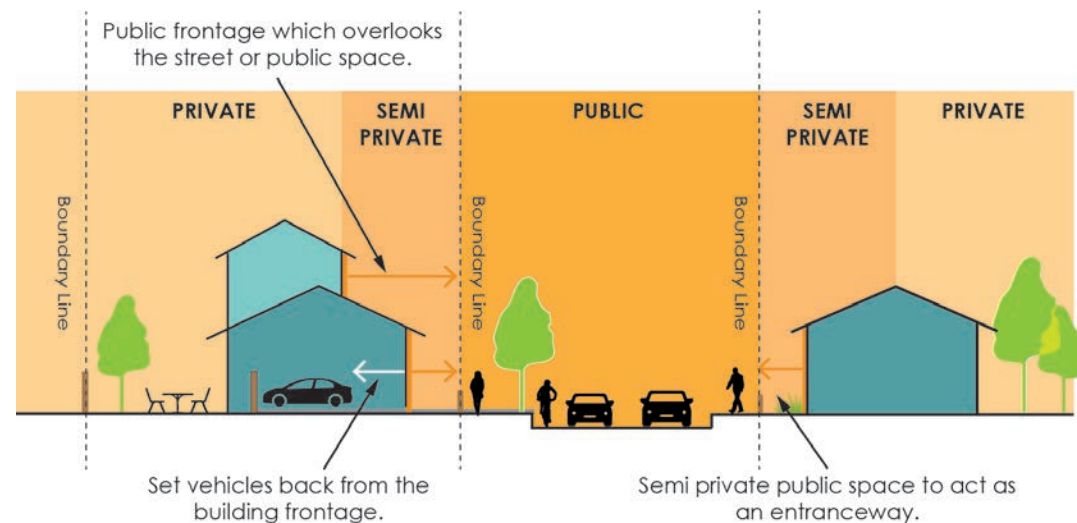 Public frontage which overlooks
the street or public space.
PRIVATE
SEMI
PRIVATE
PUBLIC
SEMI
PRIVATE
PRIVATE
Boundary Line
Boundary Line
Boundary Line
Set vehicles back from the
building frontage.
Semi private public space to act as
an entranceway.